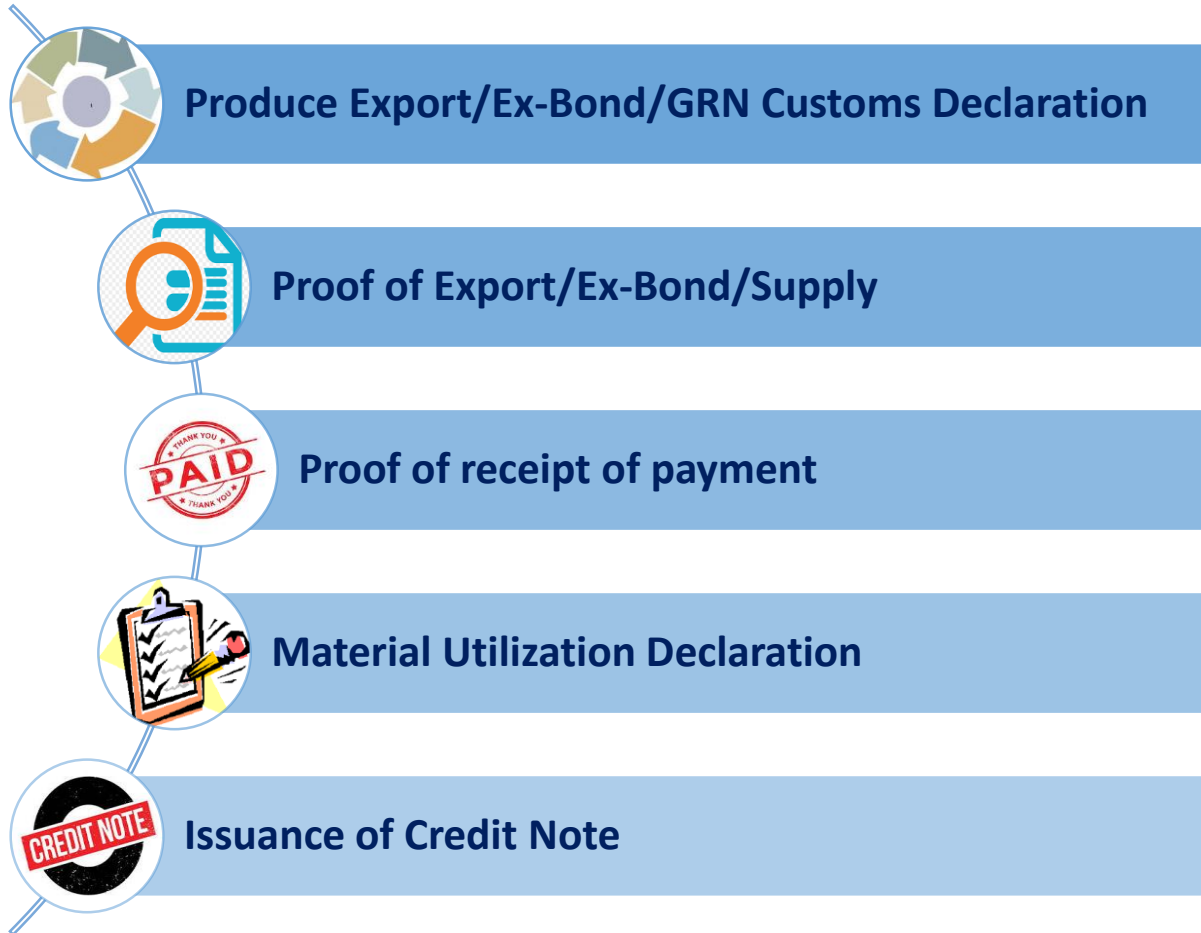 Produce Export/Ex-Bond/GRN Customs Declaration
Proof of Export/Ex-Bond/Supply
THANK YOU
PAID
THANK YOU
Proof of receipt of payment
Material Utilization Declaration
CREDIT NOTE
Issuance of Credit Note